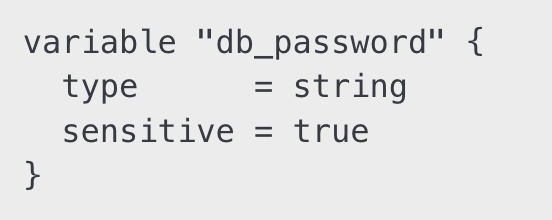 variable "db_password" {
  type      = string
  sensitive = true
}